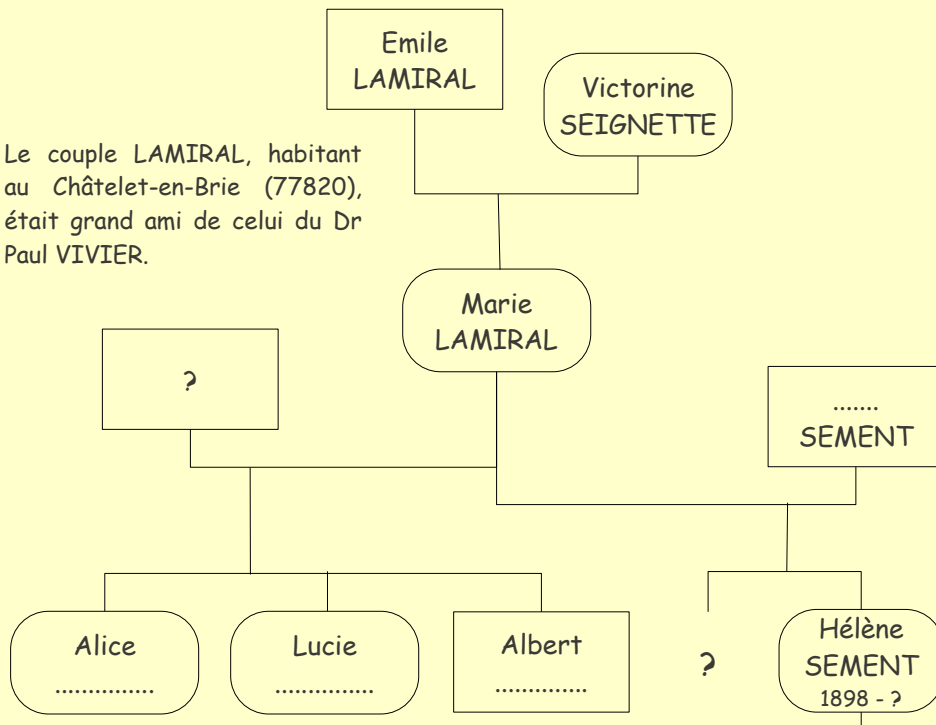 Emile
LAMIRAL
Victorine
SEIGNETTE
Le couple LAMIRAL, habitant
au Châtelet-en-Brie (77820),
était grand ami de celui du Dr
Paul VIVIER.
Marie
LAMIRAL
?
.......
SEMENT
Alice
...............
Lucie
...............
Albert
..............
?
Hélène
SEMENT
1898 - ?